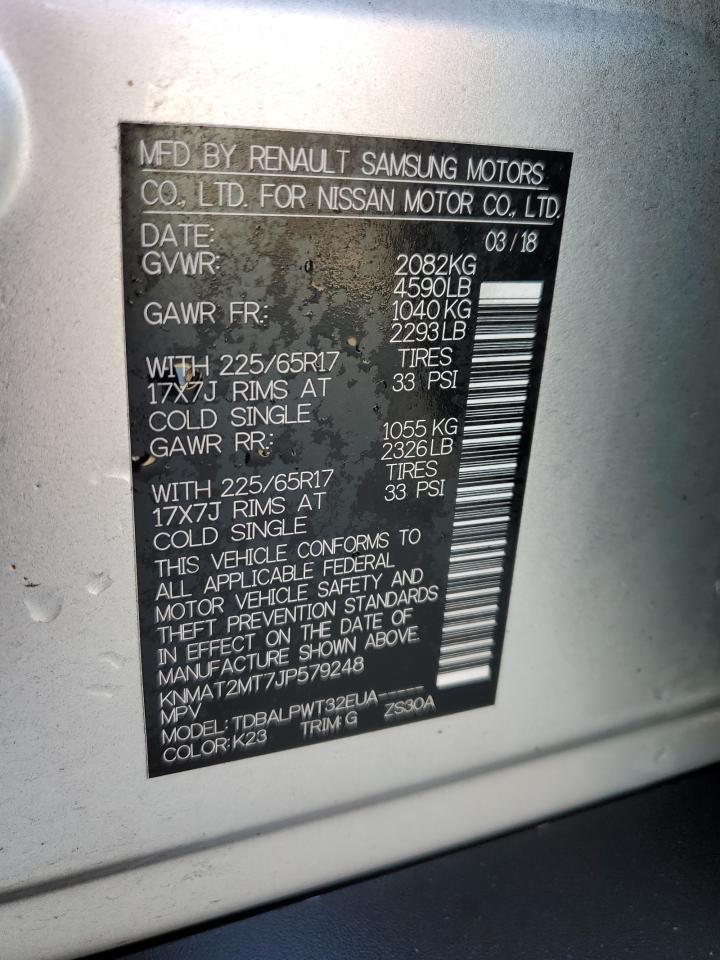 MFD BY RENAULT SAMSUNG MOTORS
CO., LTD. FOR NISSAN MOTOR CO., LTD.
DATE: 03/18
GVWR: 2082KG
4590LB
GAWR FR: 1040KG
2293LB
WITH 225/65R17 TIRES
17X7J RIMS AT 33 PSI
COLD SINGLE
GAWR RR: 1055KG
2326LB
WITH 225/65R17 TIRES
17X7J RIMS AT 33 PSI
COLD SINGLE
THIS VEHICLE CONFORMS TO
ALL APPLICABLE FEDERAL
MOTOR VEHICLE SAFETY AND
THEFT PREVENTION STANDARDS
IN EFFECT ON THE DATE OF
MANUFACTURE SHOWN ABOVE.
KNMAT2MT7JP579248
MPV
MODEL: TDBALPWT32EUA-----
COLOR: K23 TRIM: G ZS30A